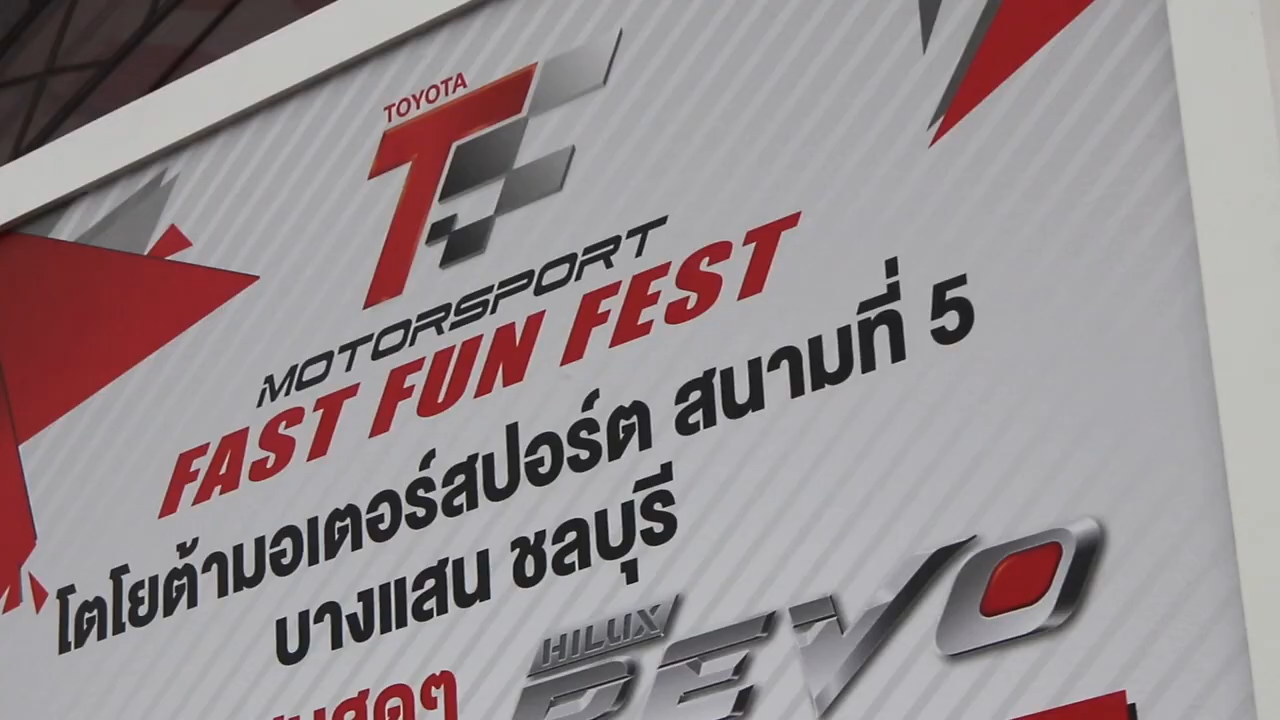 TOYOTA
MOTORSPORT
FAST FUN FEST
โตโยต้ามอเตอร์สปอร์ต สนามที่ 5
บางแสน ชลบุรี
HILUX
REVO